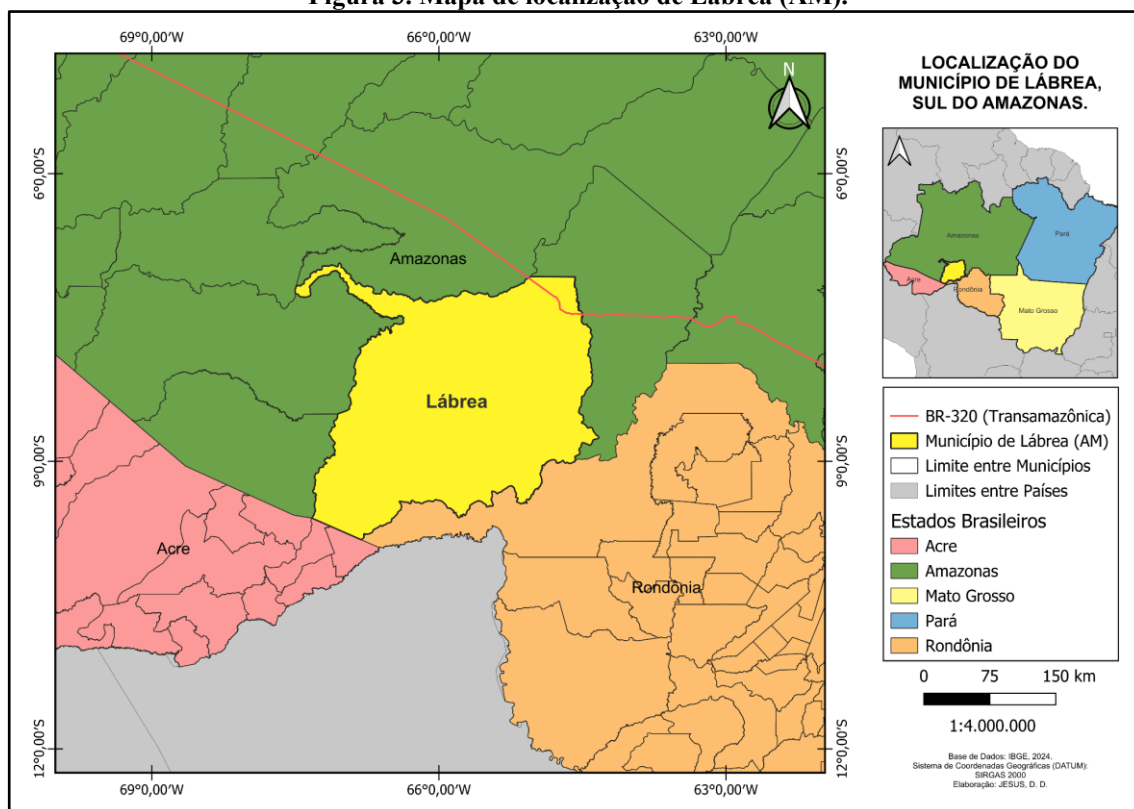 Figura 3. Mapa de localização de Lábrea (AM).
69°0,00'W 66°0,00'W 63°0,00'W
N
6°0,00'S 6°0,00'S
Amazonas
Lábrea
9°0,00'S 9°0,00'S
Acre
Rondônia
12°0,00'S 12°0,00'S
69°0,00'W 66°0,00'W 63°0,00'W
LOCALIZAÇÃO DO
MUNICÍPIO DE LÁBREA,
SUL DO AMAZONAS.
Amazonas
Pará
Acre
Rondônia
Mato Grosso
BR-320 (Transamazônica)
Município de Lábrea (AM)
Limite entre Municípios
Limites entre Países
Estados Brasileiros
Acre
Amazonas
Mato Grosso
Pará
Rondônia
0 75 150 km
1:4.000.000
Base de Dados: IBGE, 2024.
Sistema de Coordenadas Geográficas (DATUM):
SIRGAS 2000
Elaboração: JESUS, D. D.